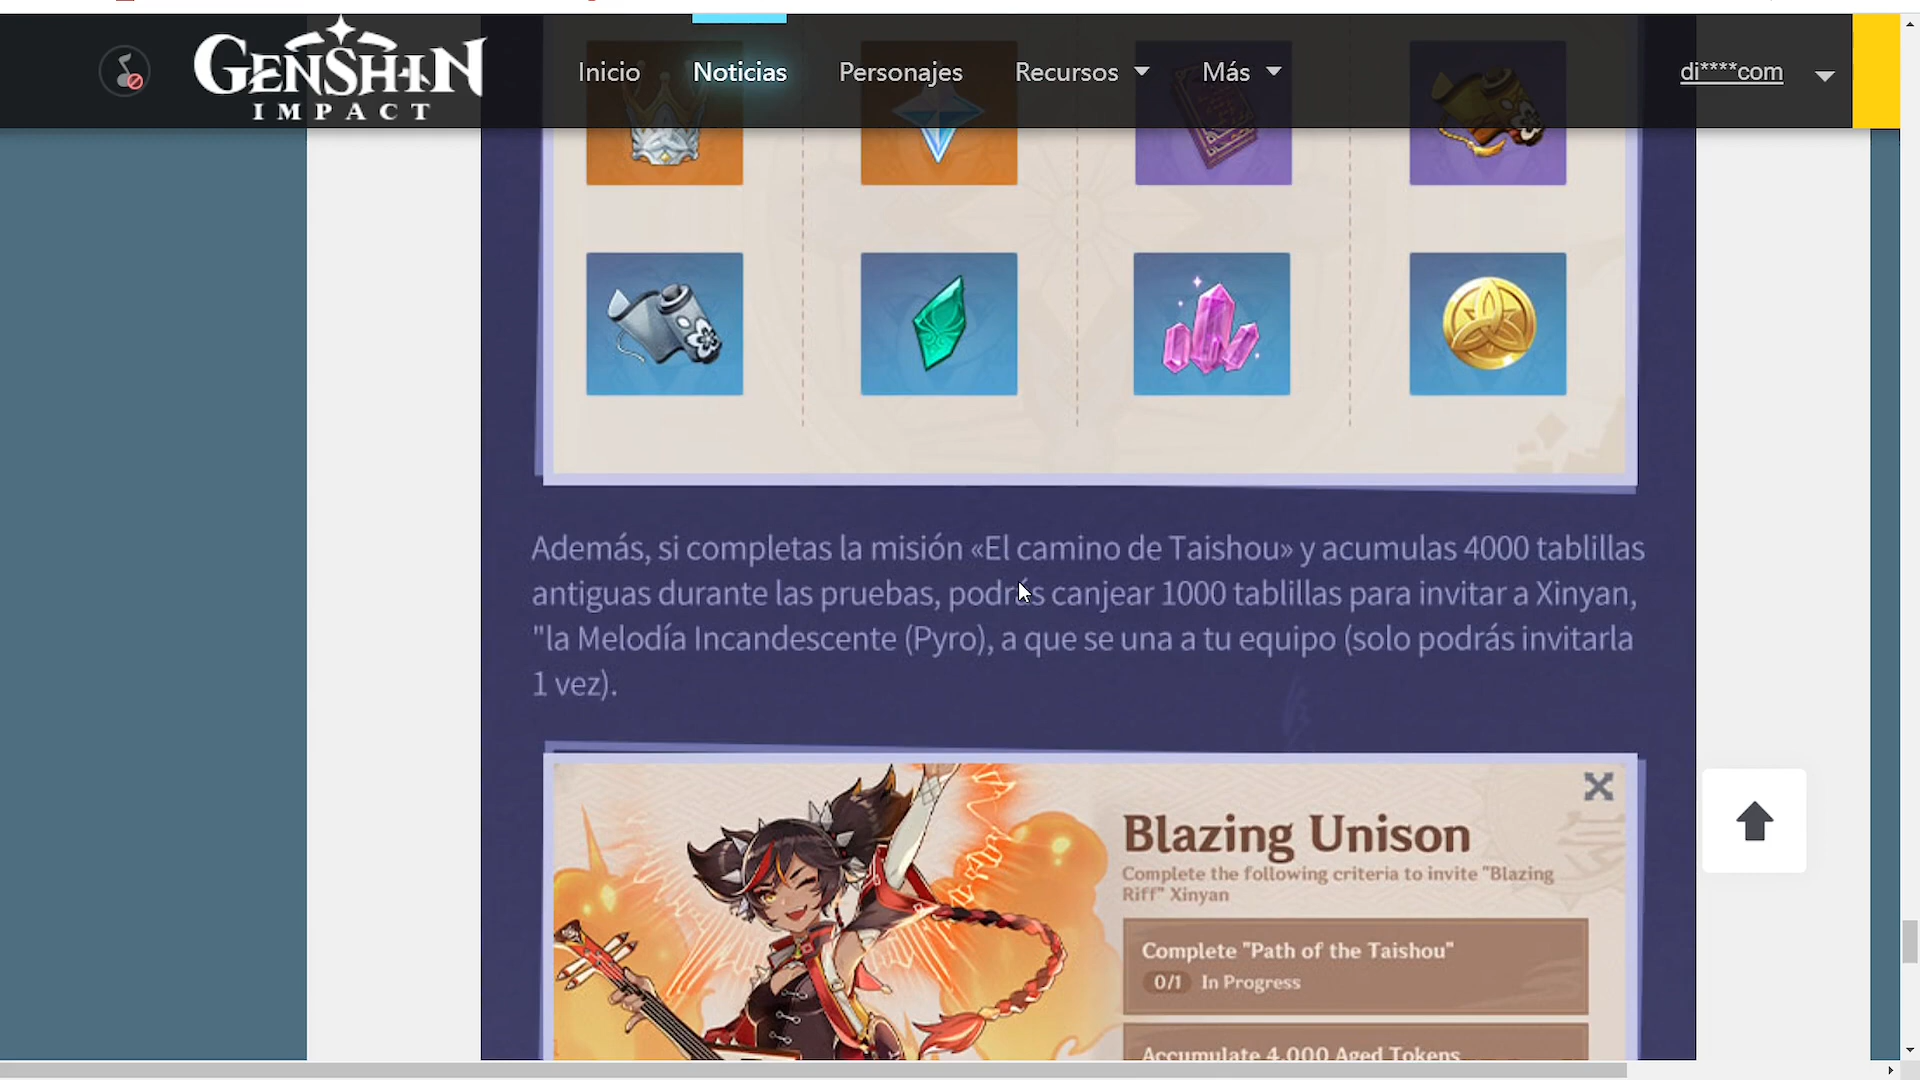 GENSHIN
IMPACT
Inicio
Noticias
Personajes
Recursos
Más
di****com
Además, si completas la misión «El camino de Taishou» y acumulas 4000 tablillas
antiguas durante las pruebas, podrás canjear 1000 tablillas para invitar a Xinyan,
"la Melodía Incandescente (Pyro), a que se una a tu equipo (solo podrás invitarla
1 vez).
Blazing Unison
Complete the following criteria to invite "Blazing
Riff" Xinyan
Complete "Path of the Taishou"
0/1 In Progress
Accumulate 4,000 Aged Tokens